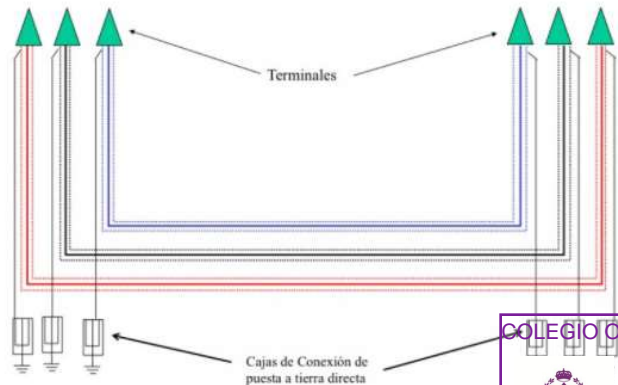 Terminales
Cajas de Conexión de
puesta a tierra directa
COLEGIO